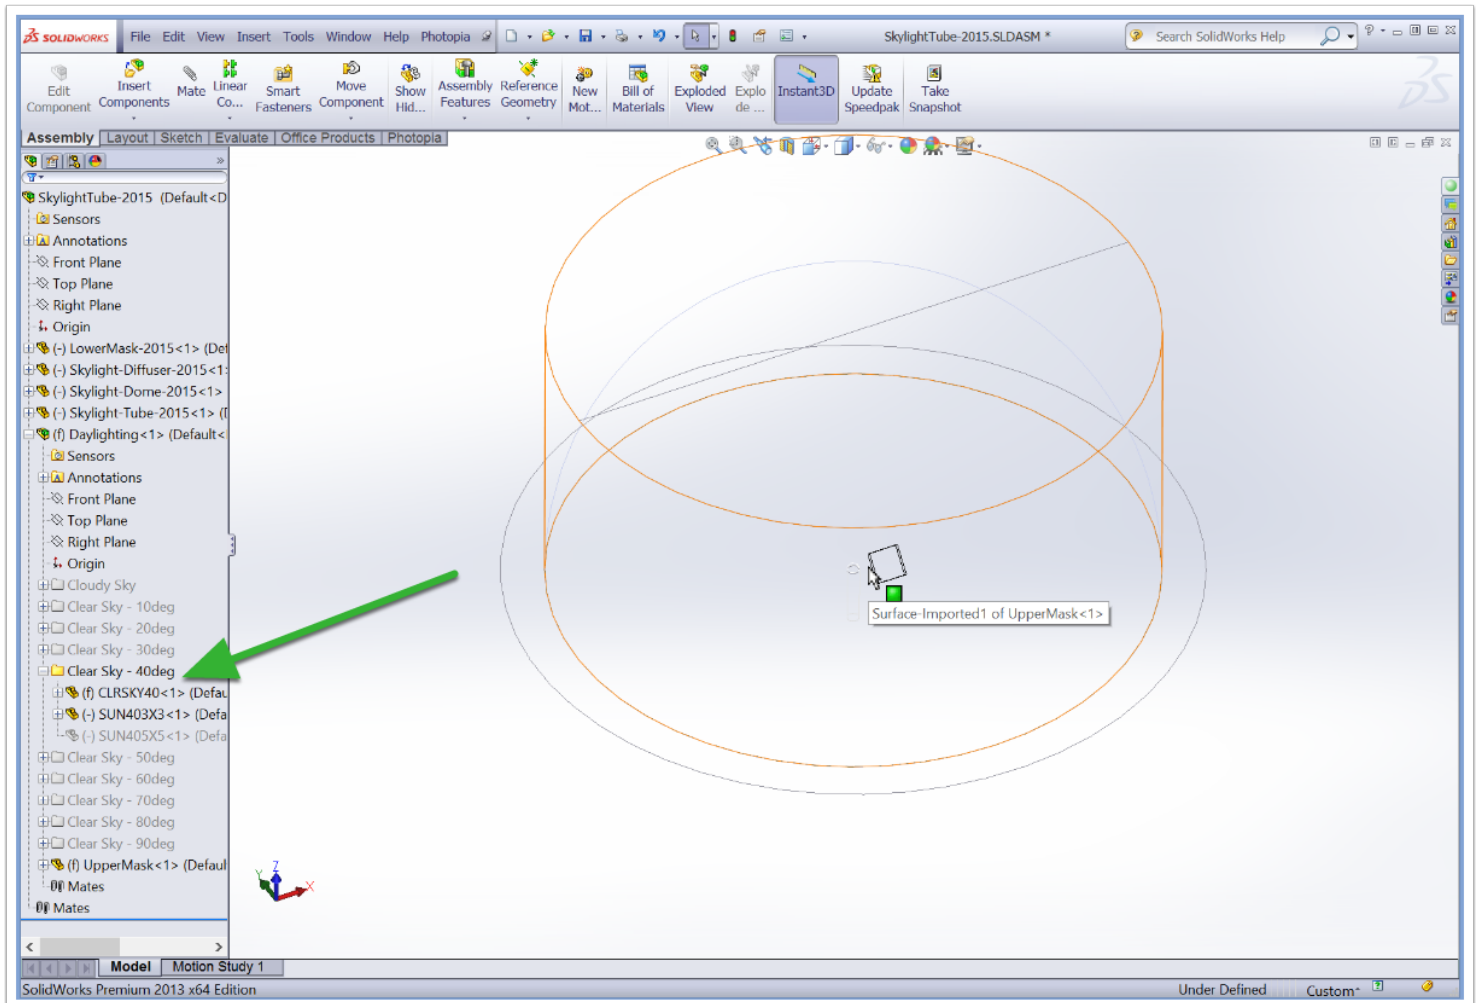 SOLIDWORKS File Edit View Insert Tools Window Help Photopia SkylightTube-2015.SLDASM * Search SolidWorks Help
Edit Component
Insert Components
Mate
Linear Co...
Smart Fasteners
Move Component
Show Hid...
Assembly Features
Reference Geometry
New Mot...
Bill of Materials
Exploded View
Explo de ...
Instant3D
Update Speedpak
Take Snapshot
Assembly Layout Sketch Evaluate Office Products Photopia
SkylightTube-2015 (Default<D
Sensors
Annotations
Front Plane
Top Plane
Right Plane
Origin
(-) LowerMask-2015<1> (Def
(-) Skylight-Diffuser-2015<1>
(-) Skylight-Dome-2015<1>
(-) Skylight-Tube-2015<1> (
(f) Daylighting<1> (Default<
Sensors
Annotations
Front Plane
Top Plane
Right Plane
Origin
Cloudy Sky
Clear Sky - 10deg
Clear Sky - 20deg
Clear Sky - 30deg
Clear Sky - 40deg
(f) CLRSKY40<1> (Defau
(-) SUN403X3<1> (Defa
(-) SUN405X5<1> (Defa
Clear Sky - 50deg
Clear Sky - 60deg
Clear Sky - 70deg
Clear Sky - 80deg
Clear Sky - 90deg
(f) UpperMask<1> (Defaul
Mates
Mates
Surface-Imported1 of UpperMask<1>
Z
Y
X
Model Motion Study 1
SolidWorks Premium 2013 x64 Edition Under Defined Custom